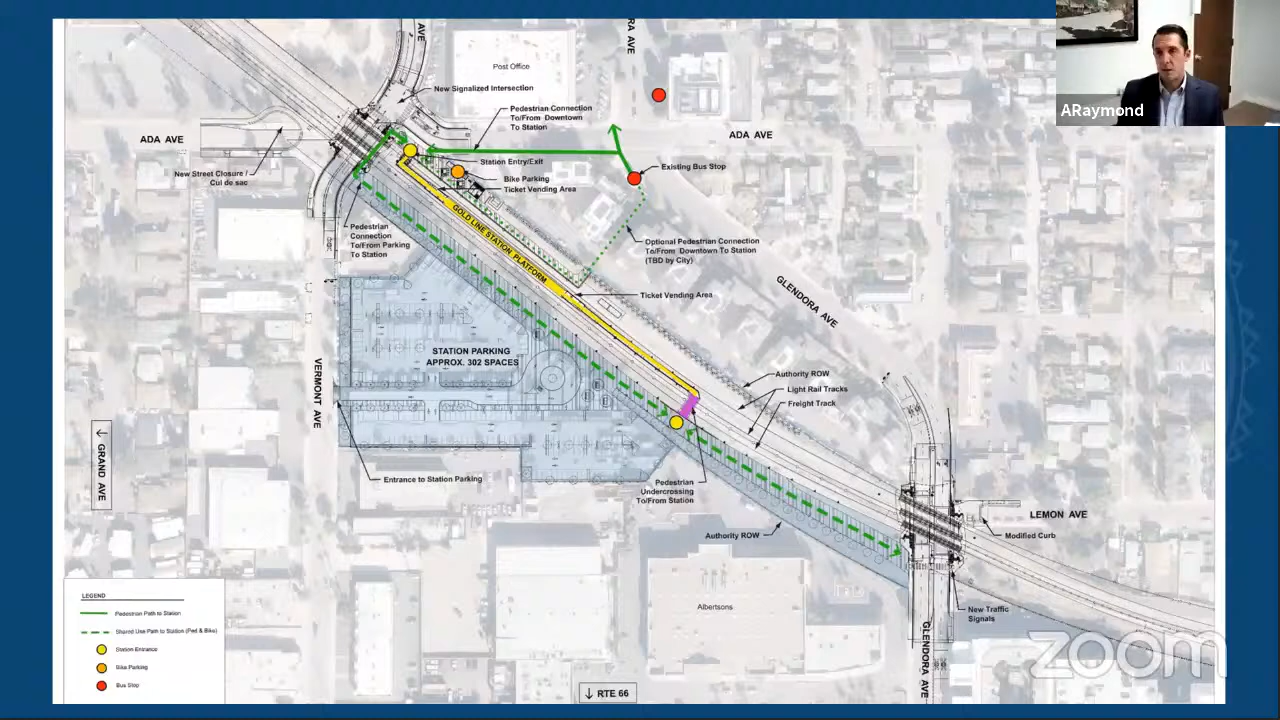 AVE
RA AVE
Post Office
New Signalized Intersection
Pedestrian Connection
To/From Downtown
To Station
ARaymond
ADA AVE
ADA AVE
Station Entry/Exit
Existing Bus Stop
Bike Parking
Ticket Vending Area
New Street Closure /
Cul de sac
GOLD LINE STATION PLATFORM
Pedestrian
Connection
To/From Parking
To Station
Optional Pedestrian Connection
To/From Downtown To Station
(TBD by City)
Ticket Vending Area
GLENDORA AVE
STATION PARKING
APPROX. 302 SPACES
VERMONT AVE
Authority ROW
Light Rail Tracks
Freight Track
GRAND AVE
Entrance to Station Parking
Pedestrian
Undercrossing
To/From Station
Authority ROW
LEMON AVE
Modified Curb
Albertsons
New Traffic
Signals
GLENDORA AVE
LEGEND
Pedestrian Path to Station
Shared Use Path to Station (Ped & Bike)
Station Entrance
Bike Parking
Bus Stop
RTE 66
zoom